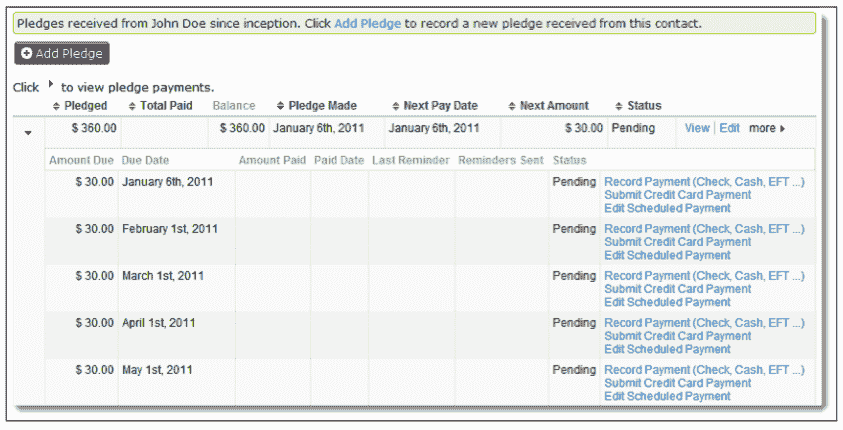 Pledges received from John Doe since inception. Click Add Pledge to record a new pledge received from this contact.
Add Pledge
Click to view pledge payments.
Pledged Total Paid Balance Pledge Made Next Pay Date Next Amount Status
$ 360.00 $ 360.00 January 6th, 2011 January 6th, 2011 $ 30.00 Pending View | Edit more
Amount Due Due Date Amount Paid Paid Date Last Reminder Reminders Sent Status
$ 30.00 January 6th, 2011 Pending Record Payment (Check, Cash, EFT ...)
Submit Credit Card Payment
Edit Scheduled Payment
$ 30.00 February 1st, 2011 Pending Record Payment (Check, Cash, EFT ...)
Submit Credit Card Payment
Edit Scheduled Payment
$ 30.00 March 1st, 2011 Pending Record Payment (Check, Cash, EFT ...)
Submit Credit Card Payment
Edit Scheduled Payment
$ 30.00 April 1st, 2011 Pending Record Payment (Check, Cash, EFT ...)
Submit Credit Card Payment
Edit Scheduled Payment
$ 30.00 May 1st, 2011 Pending Record Payment (Check, Cash, EFT ...)
Submit Credit Card Payment
Edit Scheduled Payment